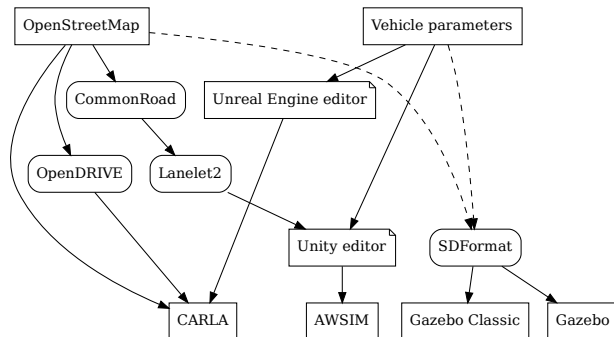 OpenStreetMap
Vehicle parameters
CommonRoad
Unreal Engine editor
OpenDRIVE
Lanelet2
Unity editor
SDFormat
CARLA
AWSIM
Gazebo Classic
Gazebo